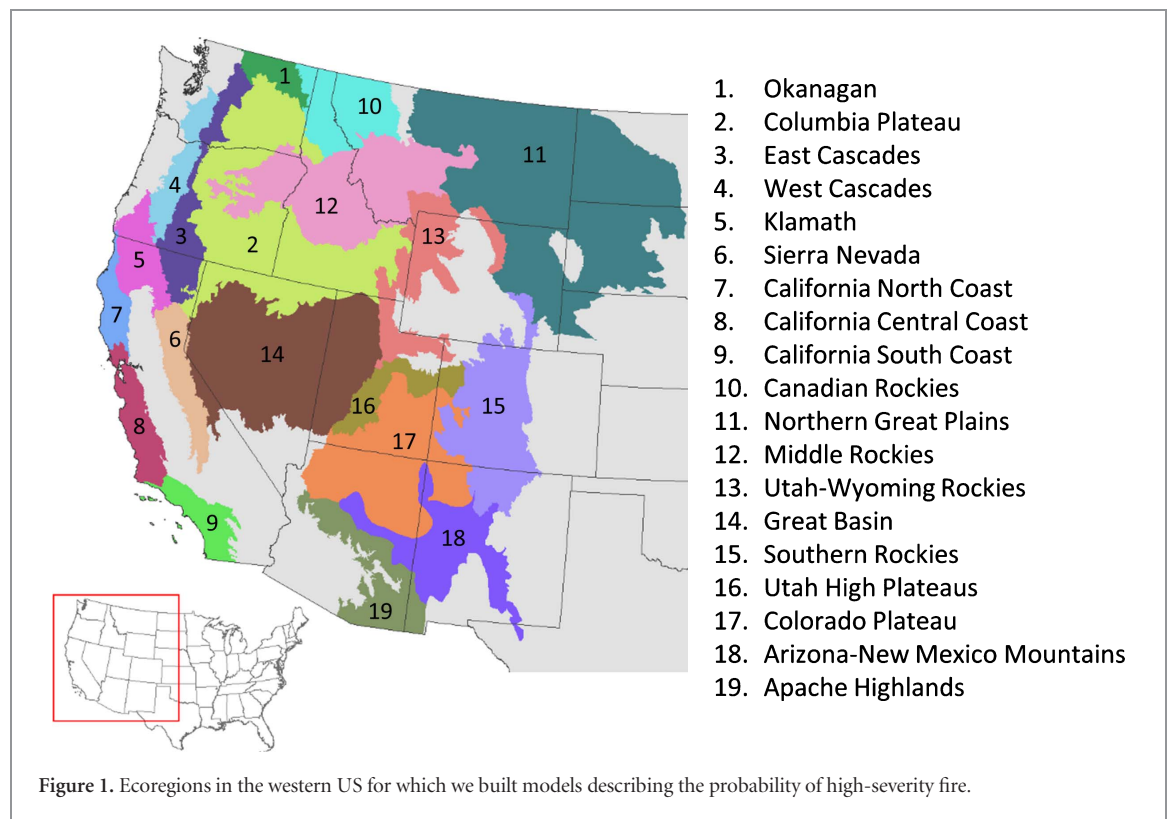 1
10
11
4
12
3
2
13
5
7
6
14
16
15
8
17
9
18
19
1. Okanagan
2. Columbia Plateau
3. East Cascades
4. West Cascades
5. Klamath
6. Sierra Nevada
7. California North Coast
8. California Central Coast
9. California South Coast
10. Canadian Rockies
11. Northern Great Plains
12. Middle Rockies
13. Utah-Wyoming Rockies
14. Great Basin
15. Southern Rockies
16. Utah High Plateaus
17. Colorado Plateau
18. Arizona-New Mexico Mountains
19. Apache Highlands
Figure 1. Ecoregions in the western US for which we built models describing the probability of high-severity fire.